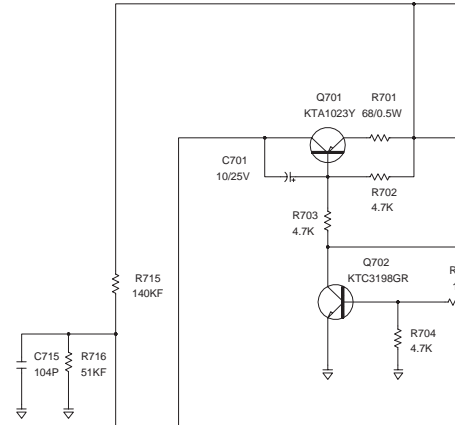 Q701
KTA1023Y
R701
68/0.5W
C701
10/25V
R702
4.7K
R703
4.7K
Q702
KTC3198GR
R715
140KF
R
1
R704
4.7K
C715
104P
R716
51KF